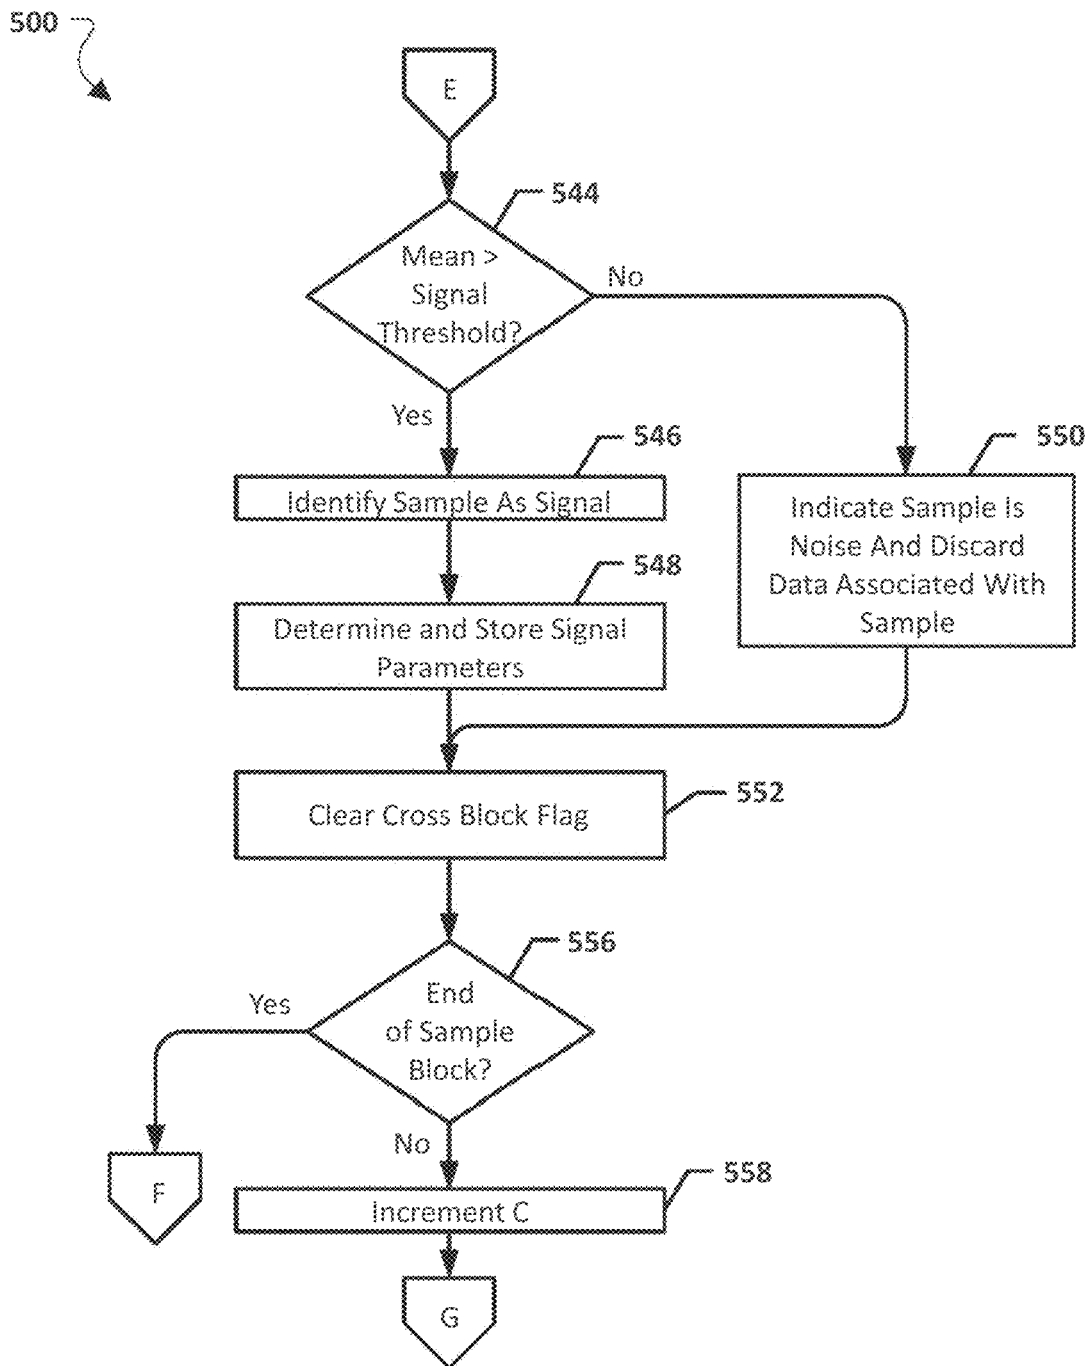 500
E
544
Mean >
Signal
Threshold?
No
Yes
546
Identify Sample As Signal
550
Indicate Sample Is
Noise And Discard
Data Associated With
Sample
548
Determine and Store Signal
Parameters
552
Clear Cross Block Flag
556
End
of Sample
Block?
Yes
No
F
558
Increment C
G